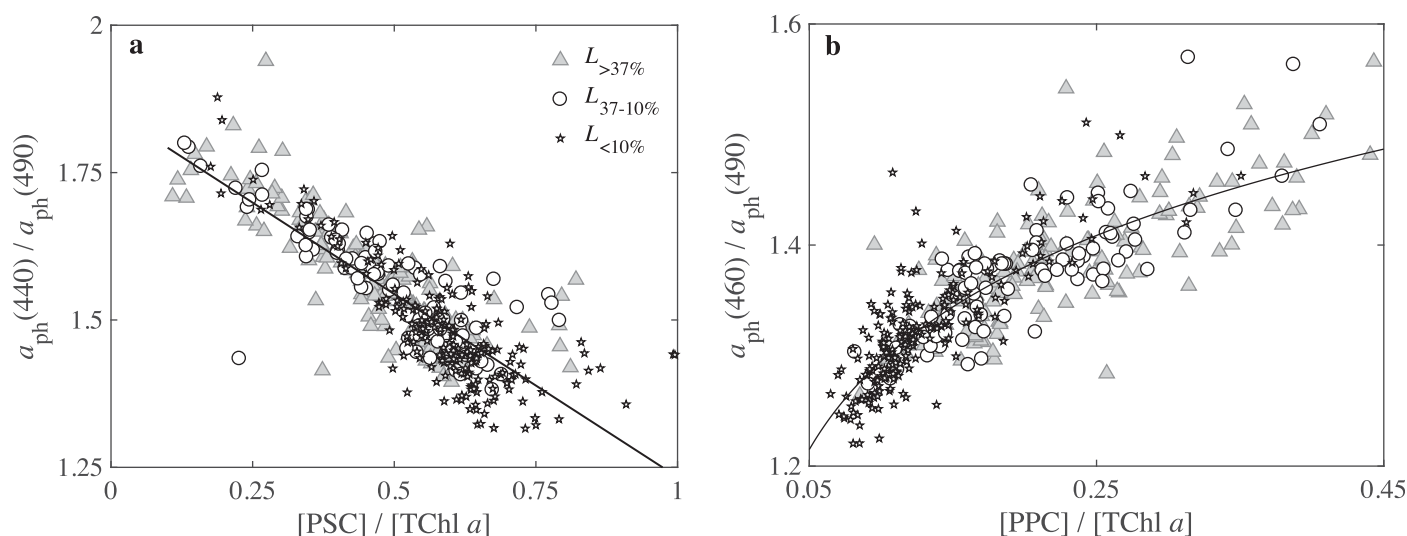 a
L>37%
L37-10%
L<10%
2
1.75
1.5
1.25
0
0.25
0.5
0.75
1
aph(440) / aph(490)
[PSC] / [TChl a]
b
1.6
1.4
1.2
0.05
0.25
0.45
aph(460) / aph(490)
[PPC] / [TChl a]